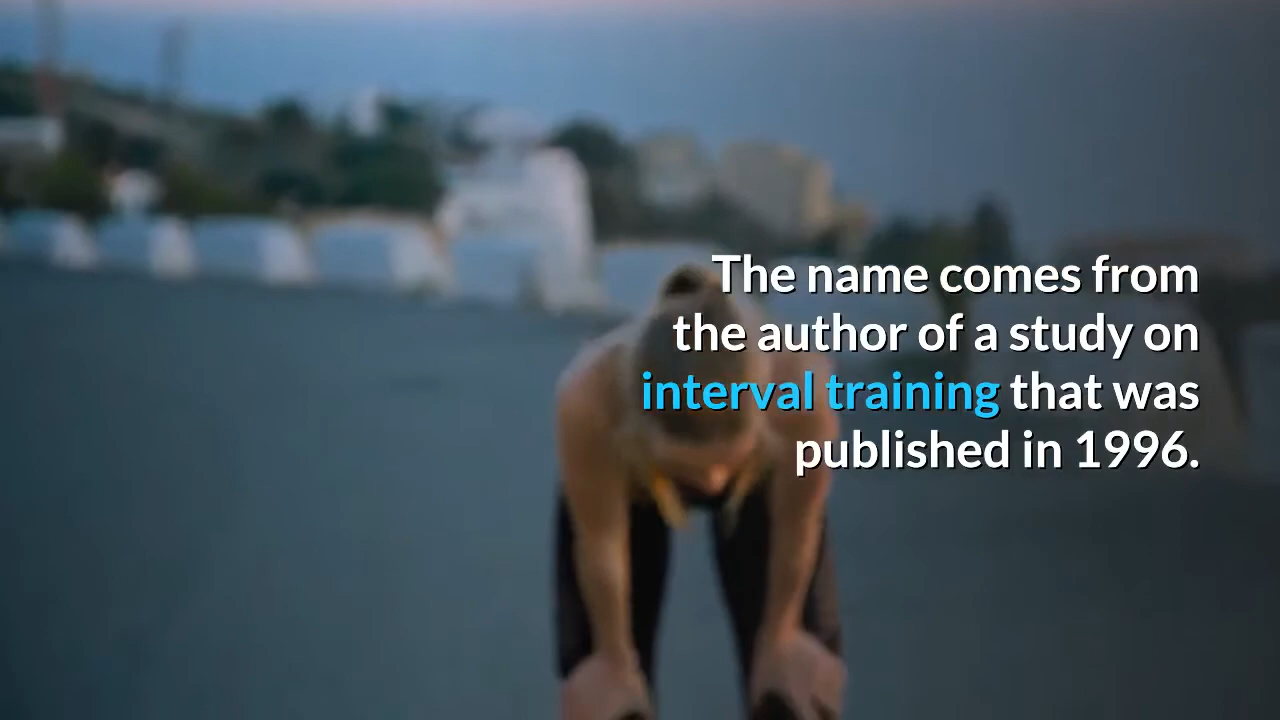 The name comes from
the author of a study on
interval training that was
published in 1996.